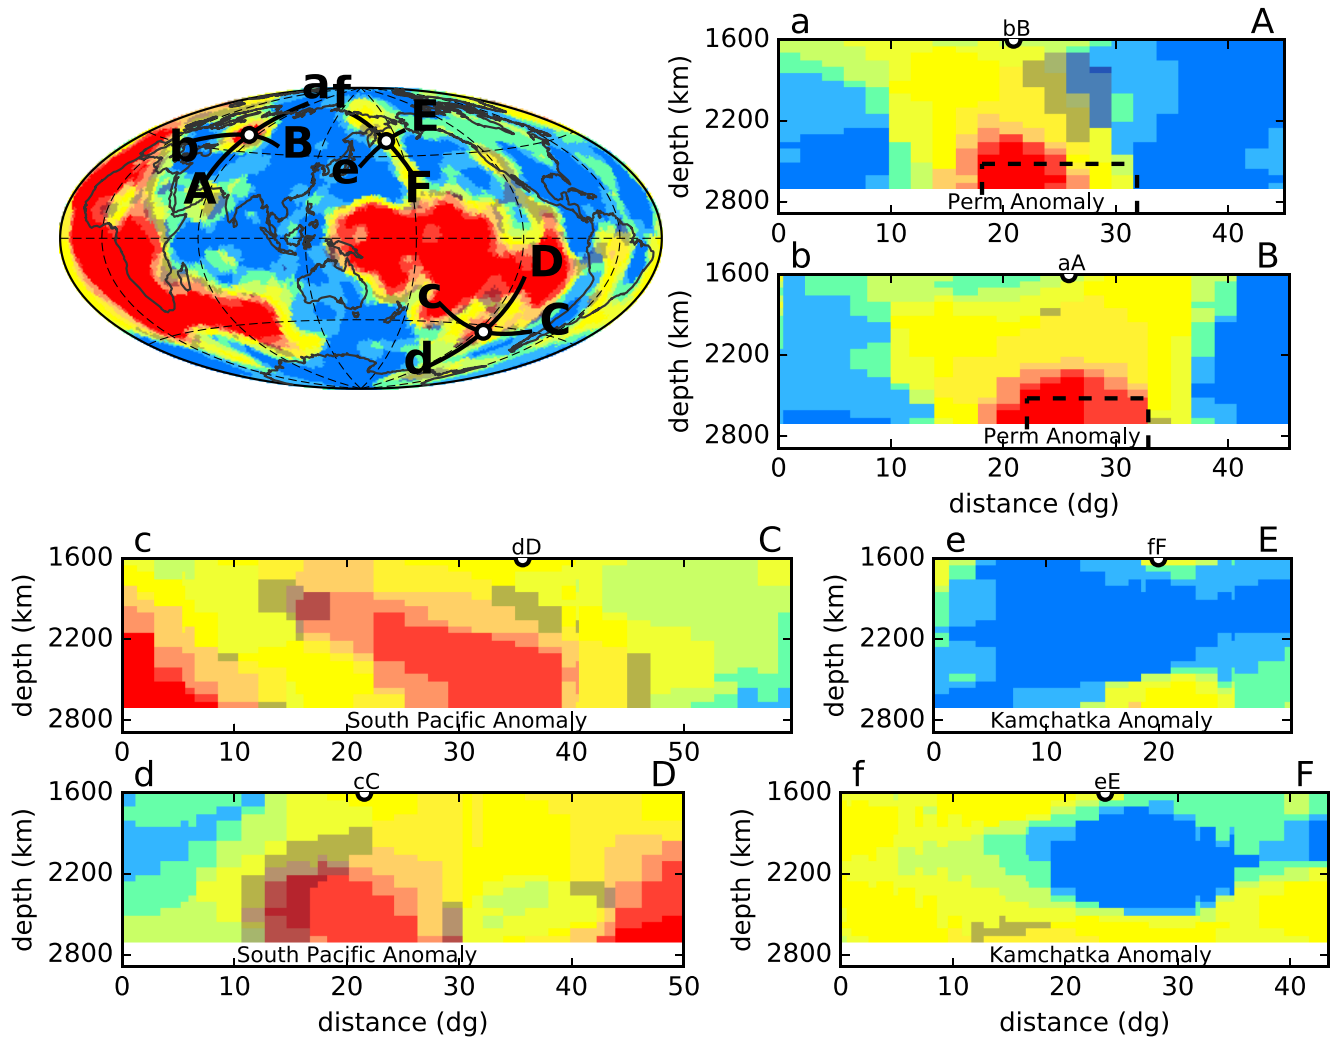 a f
E
b B
e
A F
D
c
C
d
a bB A
1600
2200
2800
depth (km)
Perm Anomaly
0 10 20 30 40
b aA B
1600
2200
2800
depth (km)
Perm Anomaly
0 10 20 30 40
distance (dg)
c dD C
1600
2200
2800
depth (km)
South Pacific Anomaly
0 10 20 30 40 50
e fF E
1600
2200
2800
depth (km)
Kamchatka Anomaly
0 10 20
d cC D
1600
2200
2800
depth (km)
South Pacific Anomaly
0 10 20 30 40 50
distance (dg)
f eE F
1600
2200
2800
depth (km)
Kamchatka Anomaly
0 10 20 30 40
distance (dg)